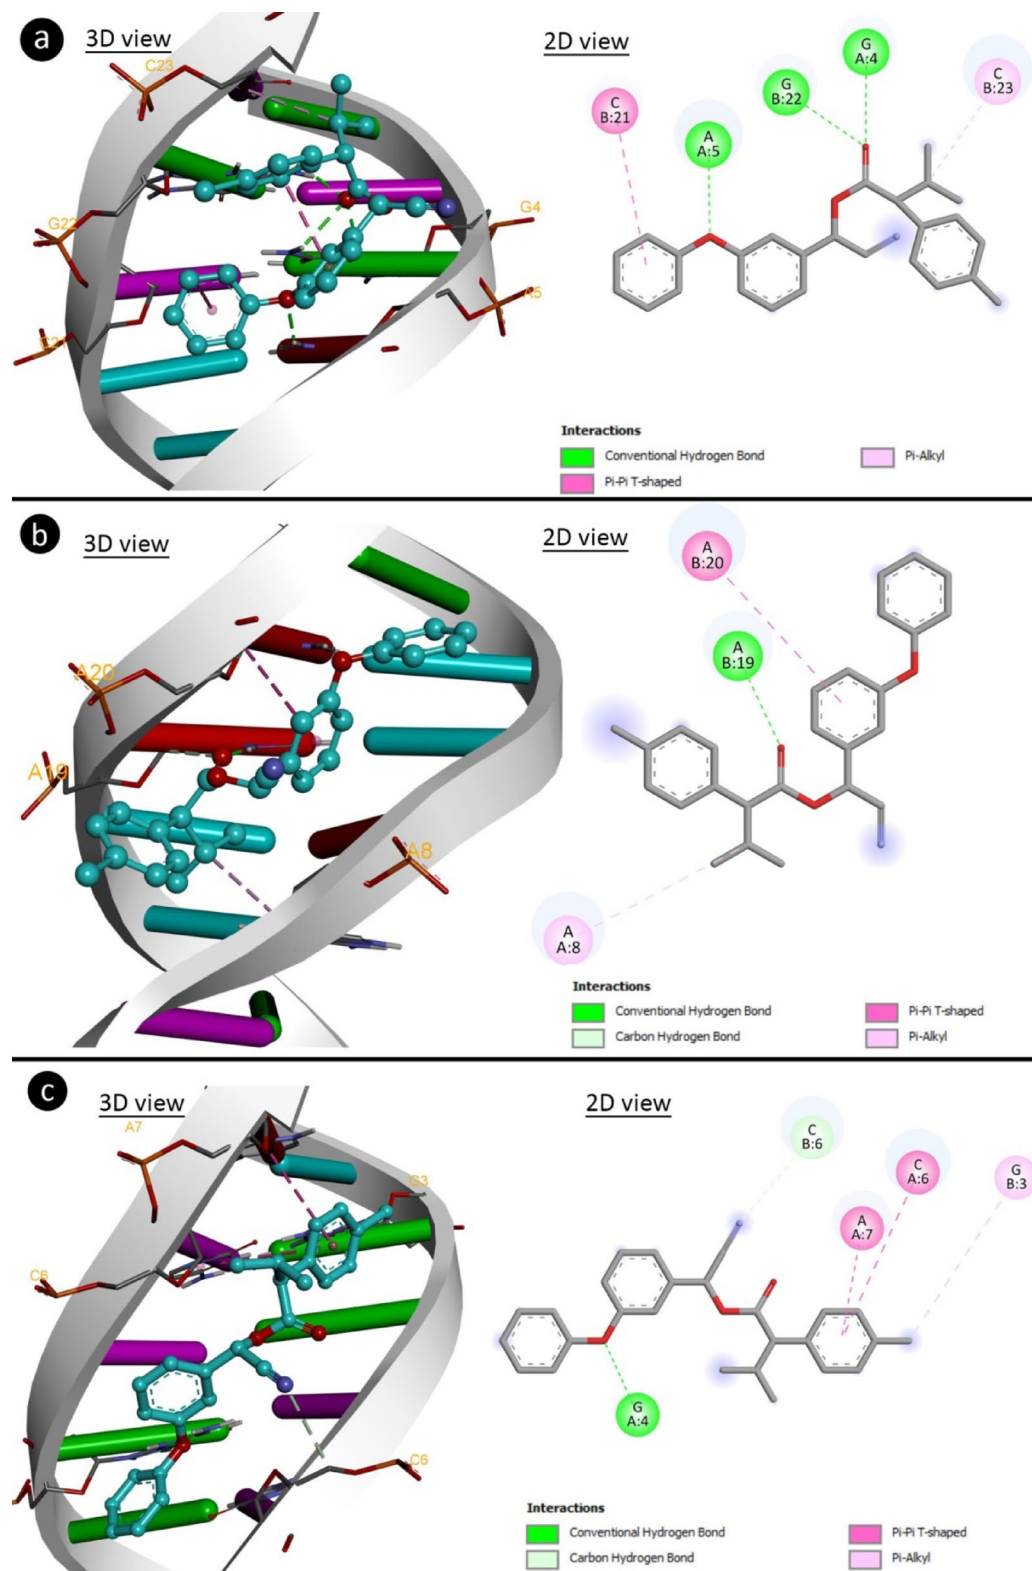 a
3D view
C23
G22
G4
A5
C21
2D view
G
A:4
G
B:22
C
B:23
C
B:21
A
A:5
Interactions
Conventional Hydrogen Bond
Pi-Alkyl
Pi-Pi T-shaped
b
3D view
A20
A19
A8
2D view
A
B:20
A
B:19
A
A:8
Interactions
Conventional Hydrogen Bond
Pi-Pi T-shaped
Carbon Hydrogen Bond
Pi-Alkyl
c
3D view
A7
G3
C6
C6
2D view
C
B:6
C
A:6
G
B:3
A
A:7
G
A:4
Interactions
Conventional Hydrogen Bond
Pi-Pi T-shaped
Carbon Hydrogen Bond
Pi-Alkyl